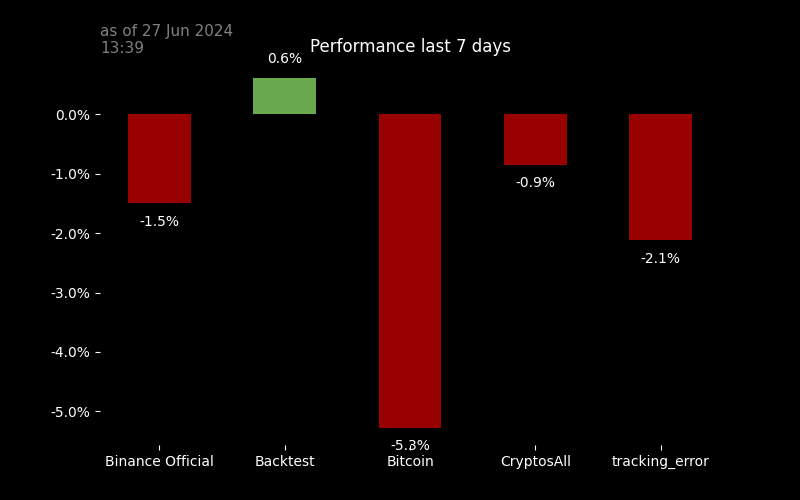 as of 27 Jun 2024
13:39
Performance last 7 days
0.6%
0.0%
-1.0%
-2.0%
-3.0%
-4.0%
-5.0%
-1.5%
-5.3%
-0.9%
-2.1%
Binance Official
Backtest
Bitcoin
CryptosAll
tracking_error